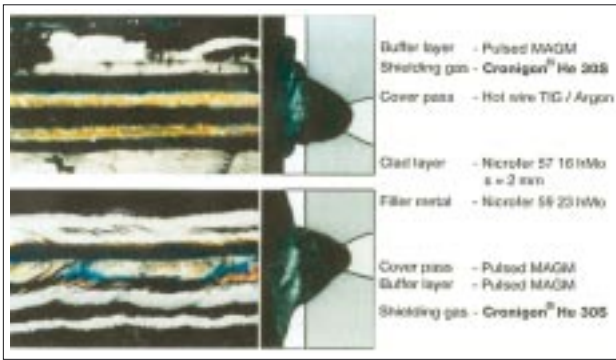 Buffer layer - Pulsed MAGM
Shielding gas - Cronigon® He 30S
Cover pass - Hot wire TIG / Argon
Clad layer - Nicrofer 57 16 hMo
s = 2 mm
Filler metal - Nicrofer 59 23 hMo
Cover pass - Pulsed MAGM
Buffer layer - Pulsed MAGM
Shielding gas - Cronigon® He 30S